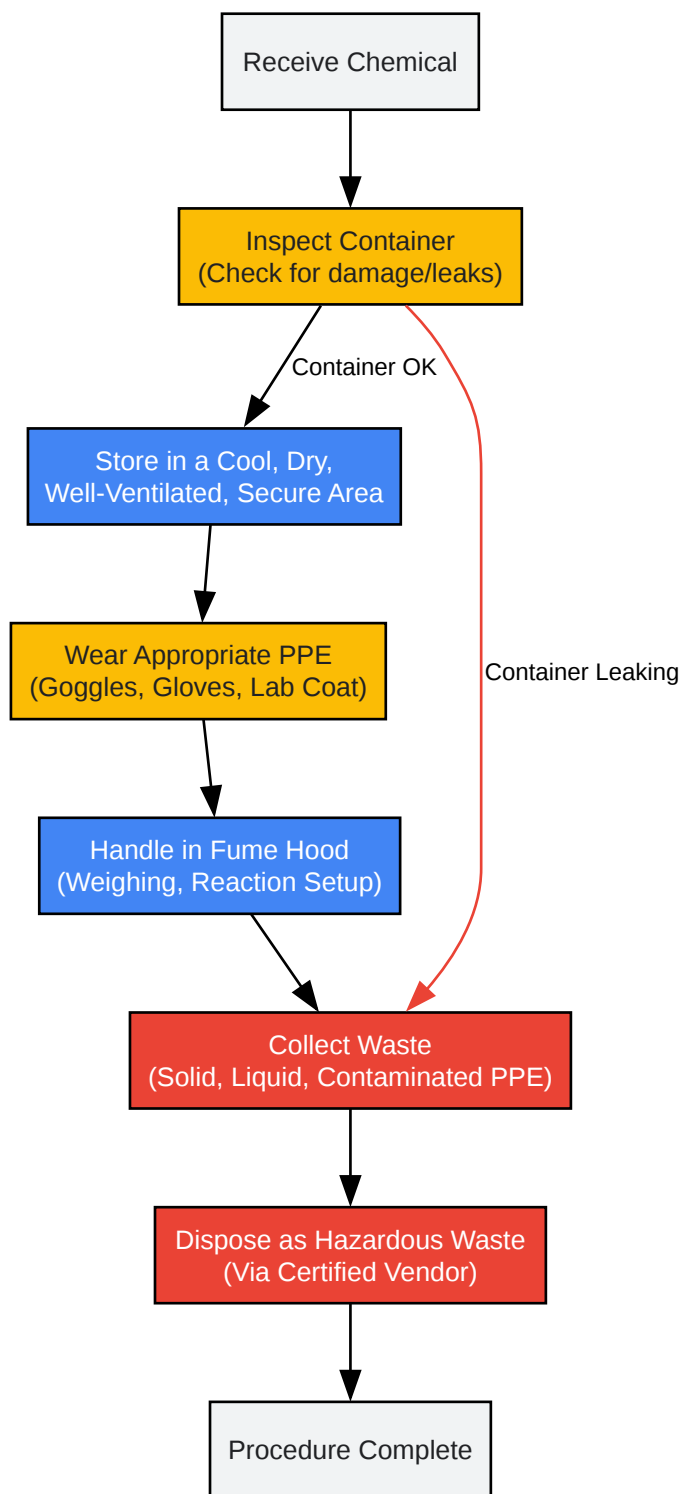 Receive Chemical
Inspect Container
(Check for damage/leaks)
Container OK
Store in a Cool, Dry,
Well-Ventilated, Secure Area
Wear Appropriate PPE
(Goggles, Gloves, Lab Coat)
Container Leaking
Handle in Fume Hood
(Weighing, Reaction Setup)
Collect Waste
(Solid, Liquid, Contaminated PPE)
Dispose as Hazardous Waste
(Via Certified Vendor)
Procedure Complete